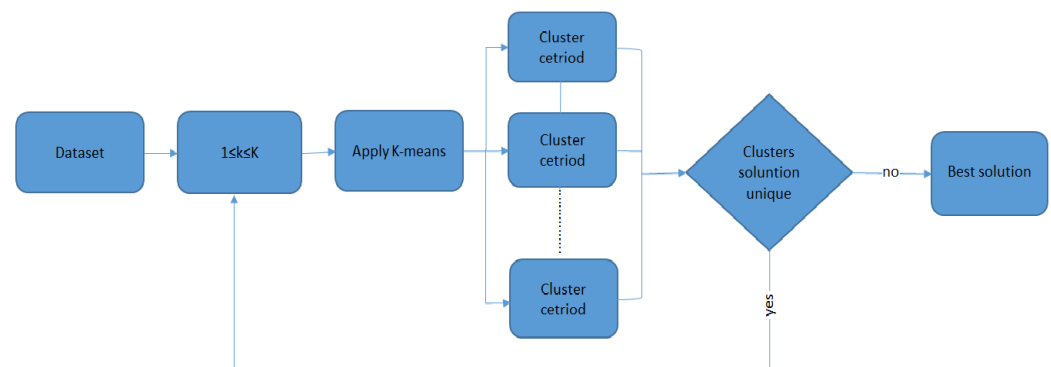 Dataset
1≤k≤K
Apply K-means
Cluster
cetriod
Cluster
cetriod
Cluster
cetriod
Clusters
soluntion
unique
no
Best solution
yes